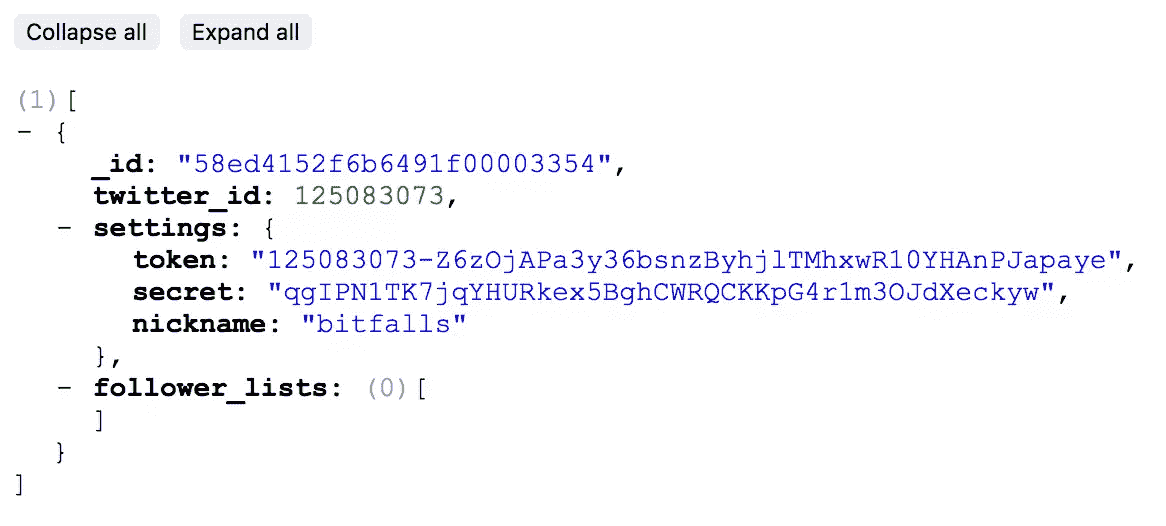 Collapse all Expand all
(1)[
- {
_id: "58ed4152f6b6491f00003354",
twitter_id: 125083073,
- settings: {
token: "125083073-Z6zOjAPa3y36bsnzByhjlTMhxwR10YHAnPJapaye",
secret: "qgIPN1TK7jqYHURkex5BghCWRQCKKpG4r1m3OJdXeckyw",
nickname: "bitfalls"
},
- follower_lists: (0)[
]
}
]